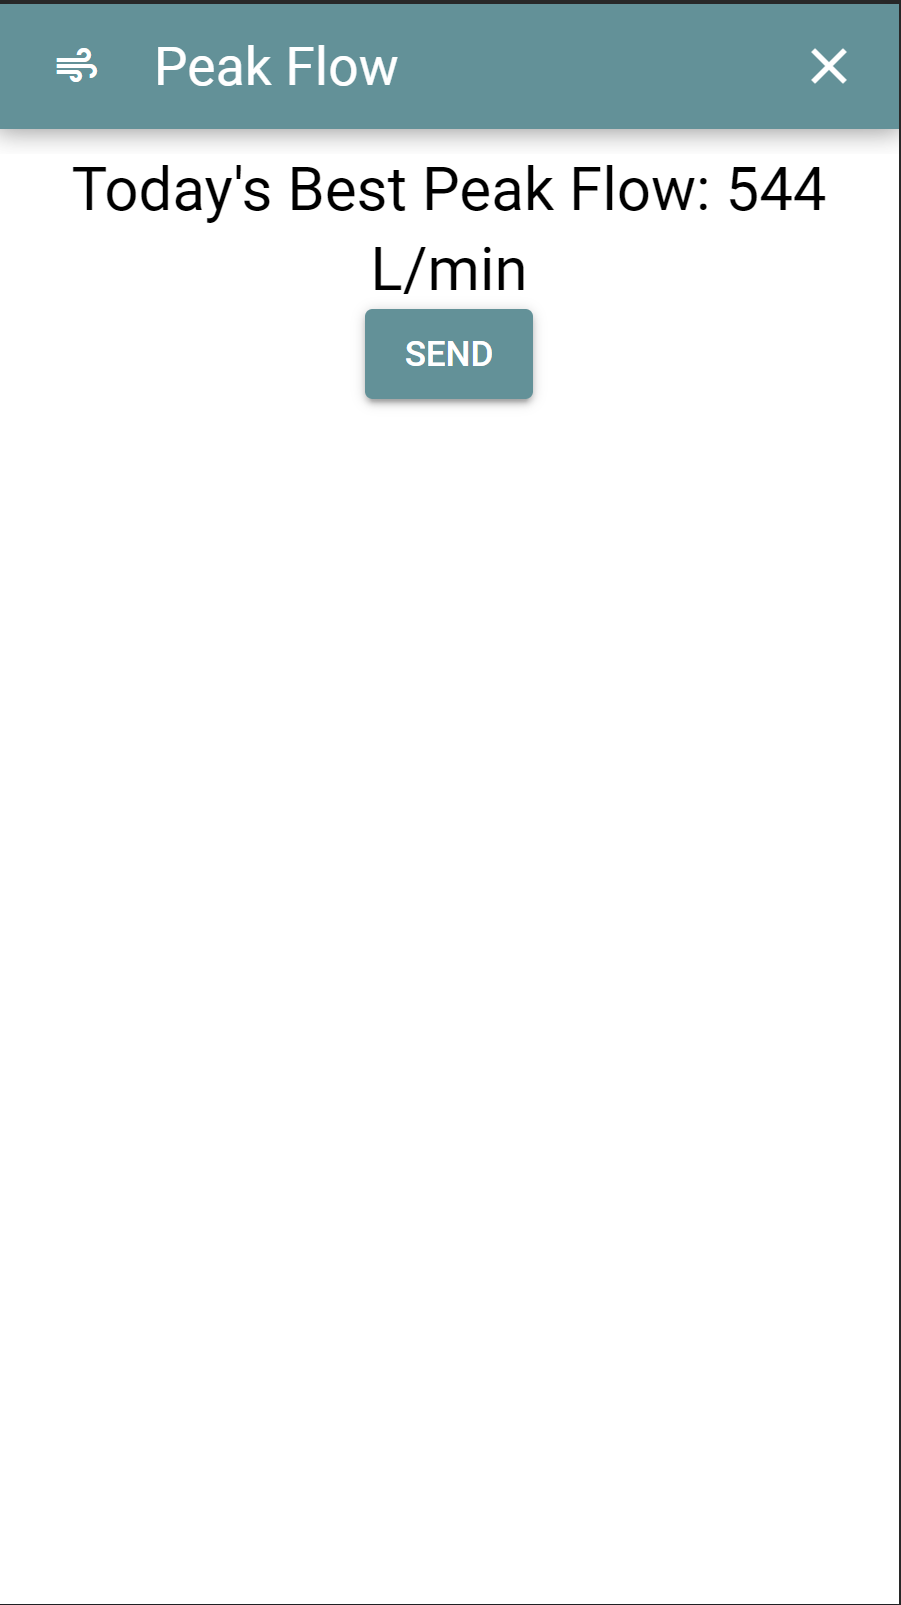 Peak Flow
Today's Best Peak Flow: 544
L/min
SEND